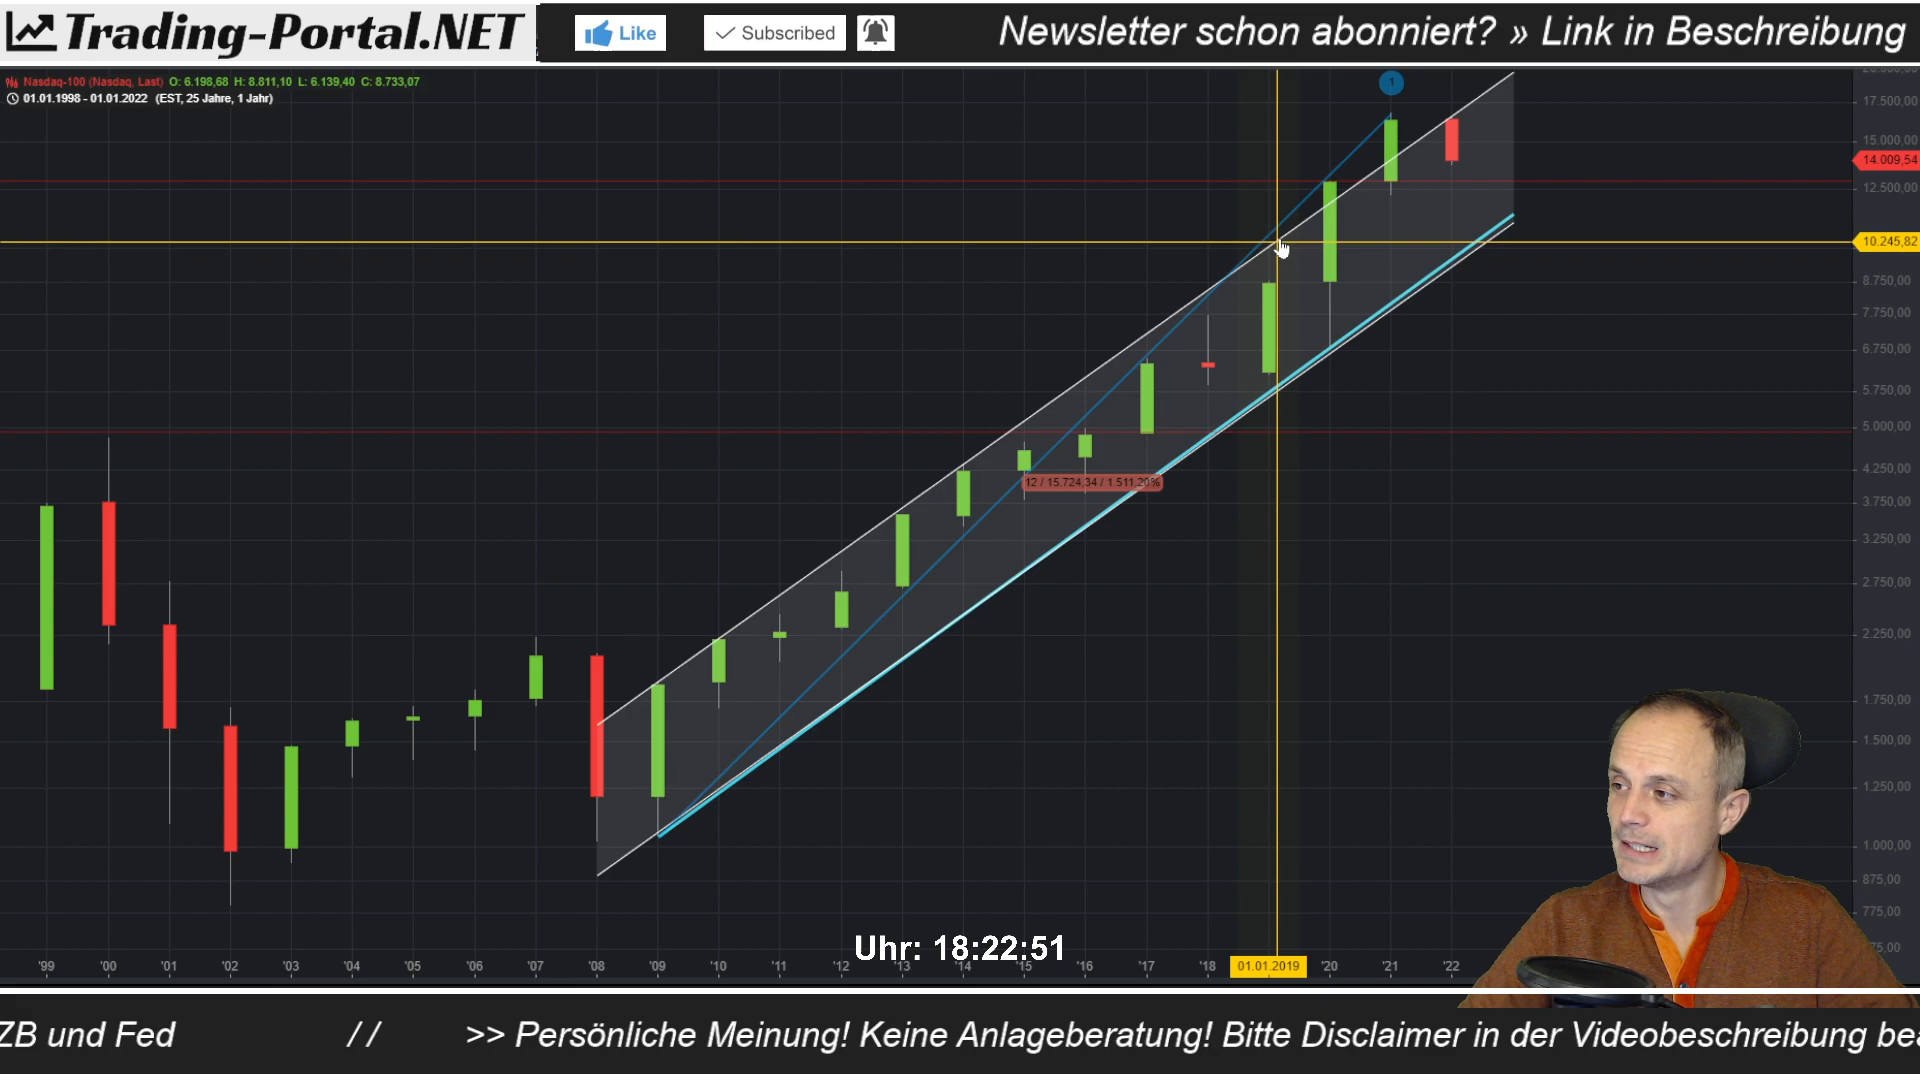 Trading-Portal.NET
Like
Subscribed
Newsletter schon abonniert? » Link in Beschreibung
Nasdaq-100 (Nasdaq, Last) O: 6.198,68 H: 8.811,10 L: 6.139,40 C: 8.733,07
01.01.1998 - 01.01.2022 (EST, 25 Jahre, 1 Jahr)
1
17.500,00
15.000,00
14.009,54
12.500,00
10.245,82
8.750,00
7.750,00
6.750,00
5.750,00
5.000,00
4.250,00
3.750,00
3.250,00
2.750,00
2.250,00
1.750,00
1.500,00
1.250,00
1.000,00
875,00
775,00
12 / 15.724,34 / 1.511,20%
Uhr: 18:22:51
'99 '00 '01 '02 '03 '04 '05 '06 '07 '08 '09 '10 '11 '12 '13 '14 '15 '16 '17 '18 01.01.2019 '20 '21 '22
ZB und Fed // >> Persönliche Meinung! Keine Anlageberatung! Bitte Disclaimer in der Videobeschreibung bea